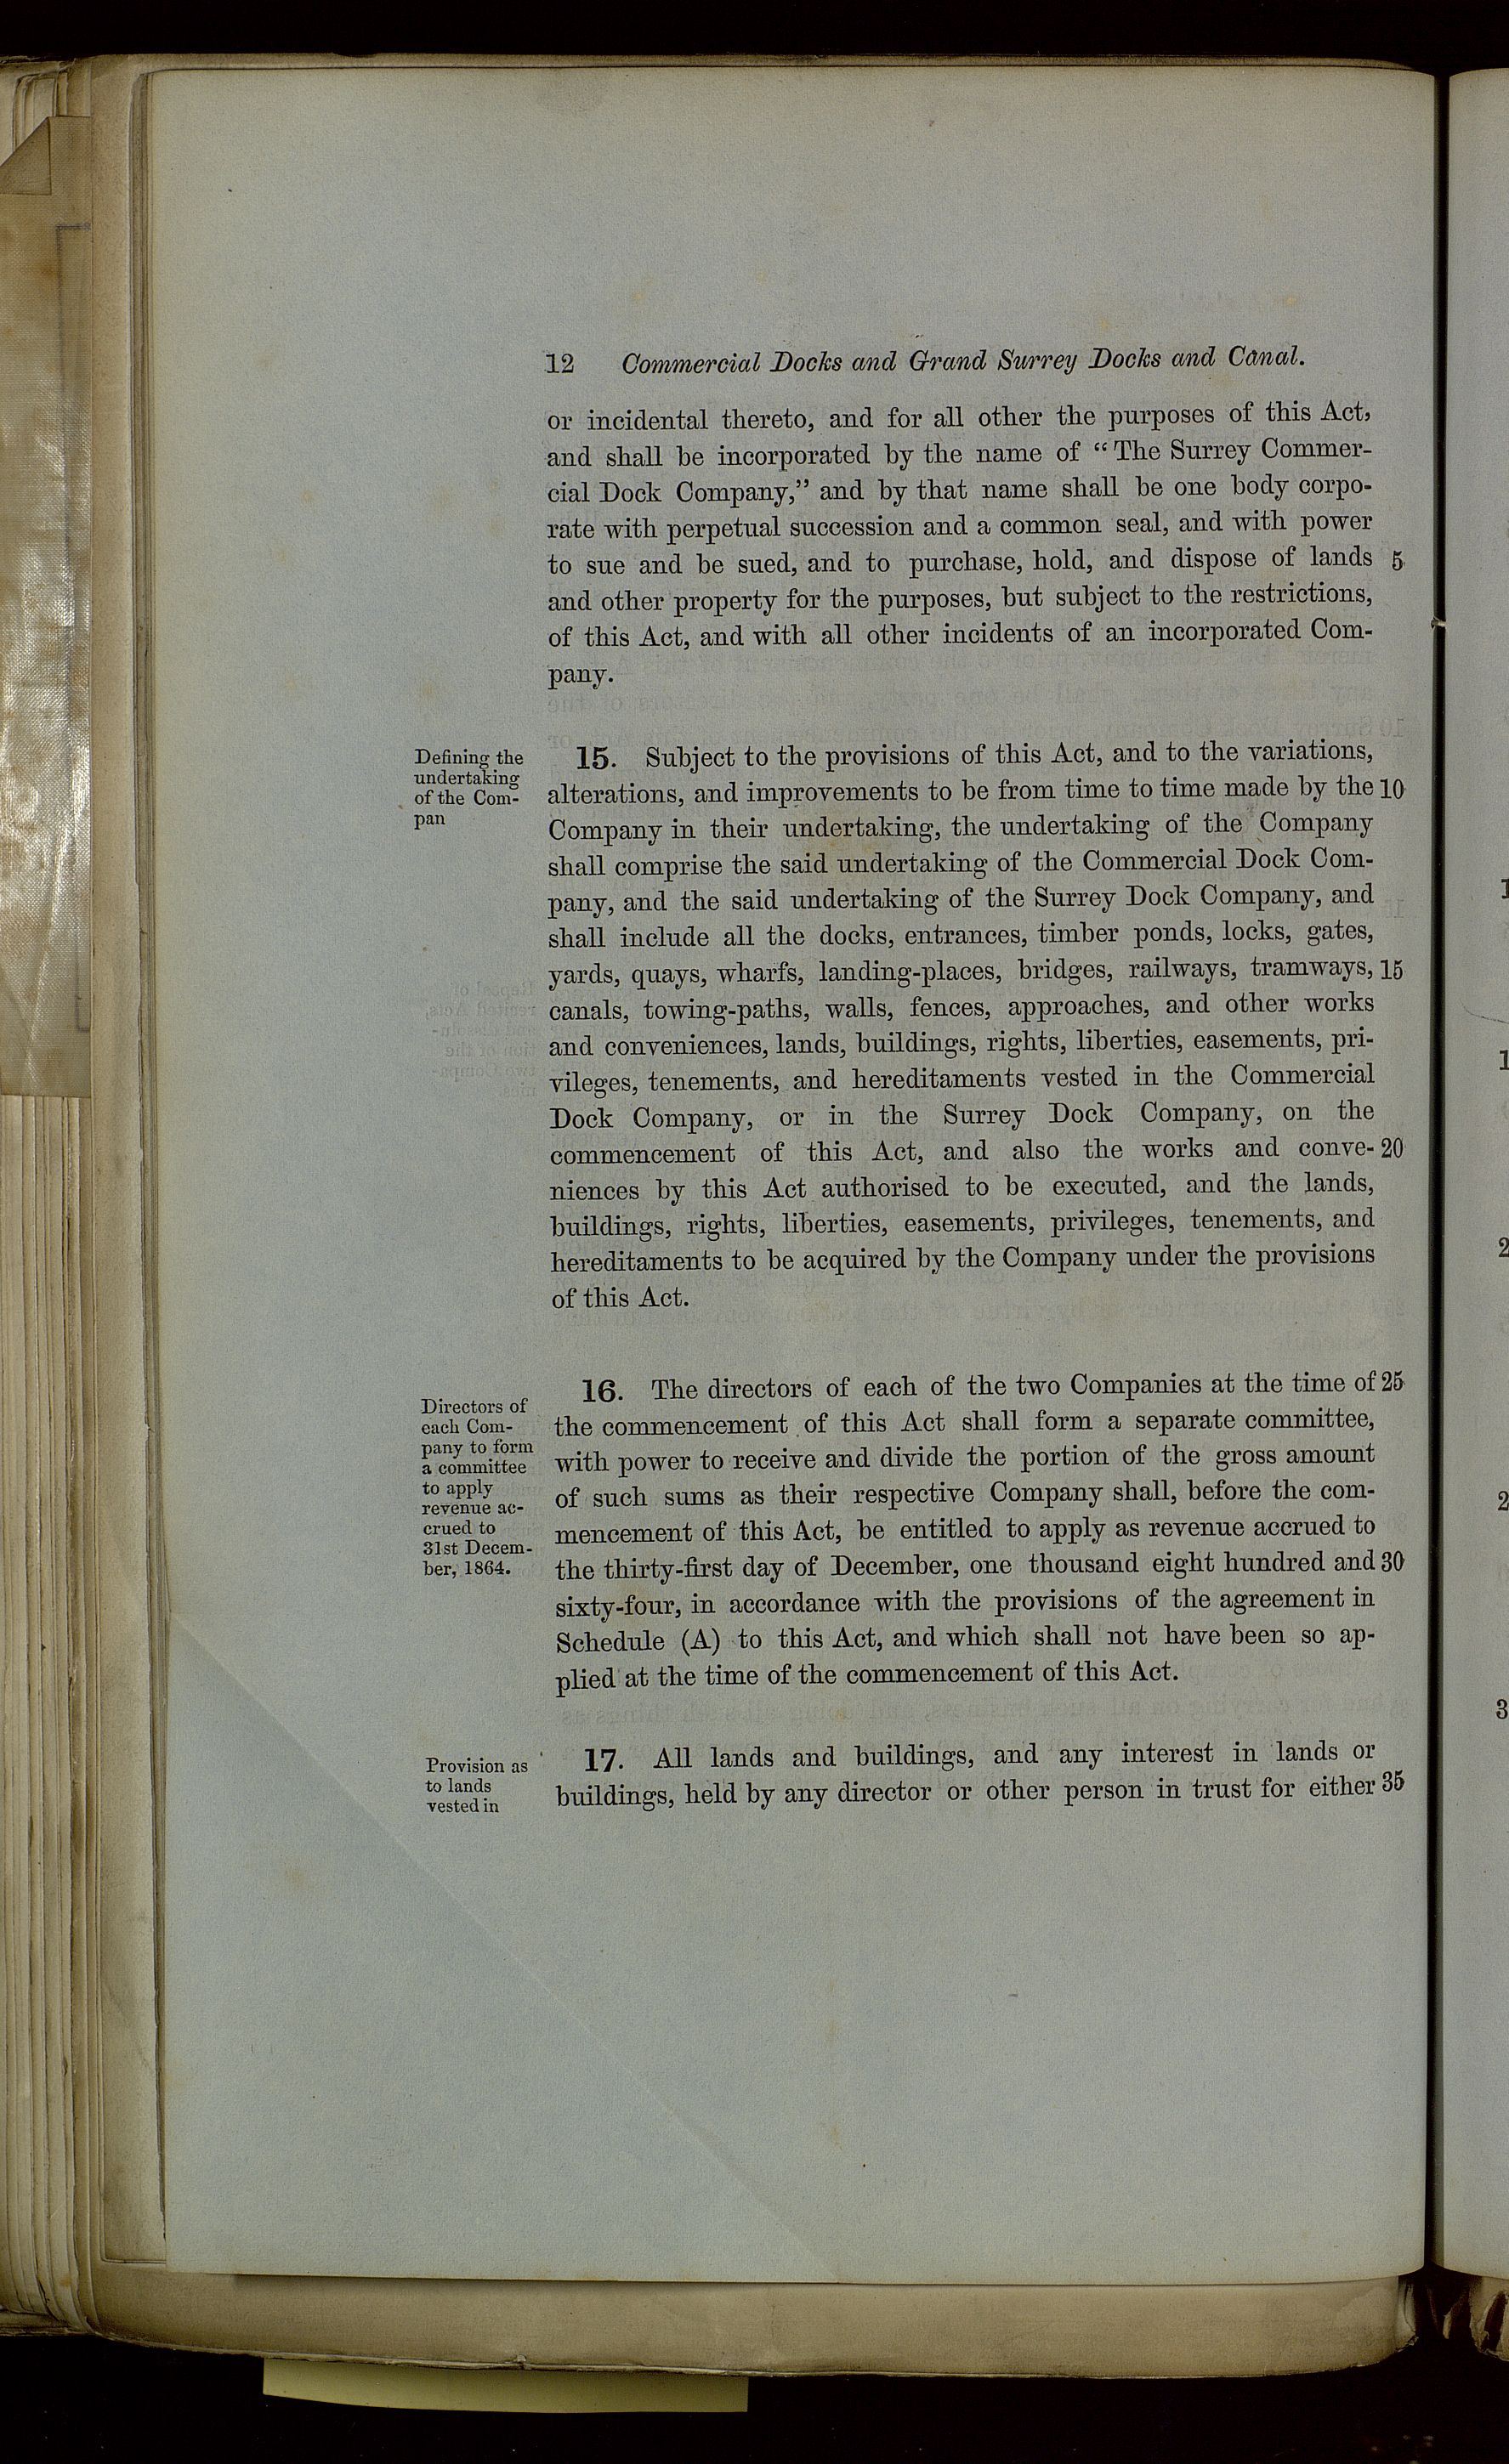 12 Commercial Docks and Grand Surrey Docks and Canal.
or incidental thereto, and for all other the purposes of this Act,
and shall be incorporated by the name of “The Surrey Commer-
cial Dock Company,” and by that name shall be one body corpo-
rate with perpetual succession and a common seal, and with power
to sue and be sued, and to purchase, hold, and dispose of lands 5
and other property for the purposes, but subject to the restrictions,
of this Act, and with all other incidents of an incorporated Com-
pany.
Defining the
undertaking
of the Com-
pan
15. Subject to the provisions of this Act, and to the variations,
alterations, and improvements to be from time to time made by the 10
Company in their undertaking, the undertaking of the Company
shall comprise the said undertaking of the Commercial Dock Com-
pany, and the said undertaking of the Surrey Dock Company, and
shall include all the docks, entrances, timber ponds, locks, gates,
yards, quays, wharfs, landing-places, bridges, railways, tramways, 15
canals, towing-paths, walls, fences, approaches, and other works
and conveniences, lands, buildings, rights, liberties, easements, pri-
vileges, tenements, and hereditaments vested in the Commercial
Dock Company, or in the Surrey Dock Company, on the
commencement of this Act, and also the works and conve- 20
niences by this Act authorised to be executed, and the lands,
buildings, rights, liberties, easements, privileges, tenements, and
hereditaments to be acquired by the Company under the provisions
of this Act.
Directors of
each Com-
pany to form
a committee
to apply
revenue ac-
crued to
31st Decem-
ber, 1864.
16. The directors of each of the two Companies at the time of 25
the commencement of this Act shall form a separate committee,
with power to receive and divide the portion of the gross amount
of such sums as their respective Company shall, before the com-
mencement of this Act, be entitled to apply as revenue accrued to
the thirty-first day of December, one thousand eight hundred and 30
sixty-four, in accordance with the provisions of the agreement in
Schedule (A) to this Act, and which shall not have been so ap-
plied at the time of the commencement of this Act.
Provision as
to lands
vested in
17. All lands and buildings, and any interest in lands or
buildings, held by any director or other person in trust for either 35